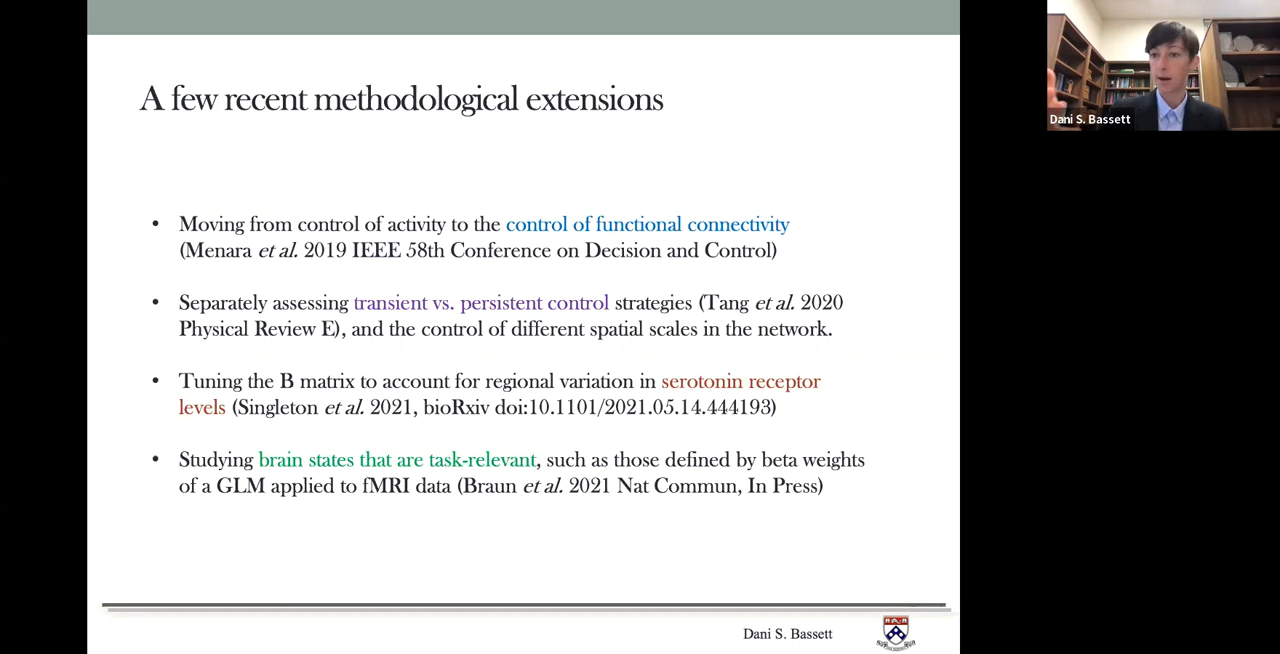 A few recent methodological extensions
Dani S. Bassett
• Moving from control of activity to the control of functional connectivity
(Menara et al. 2019 IEEE 58th Conference on Decision and Control)
• Separately assessing transient vs. persistent control strategies (Tang et al. 2020
Physical Review E), and the control of different spatial scales in the network.
• Tuning the B matrix to account for regional variation in serotonin receptor
levels (Singleton et al. 2021, bioRxiv doi:10.1101/2021.05.14.444193)
• Studying brain states that are task-relevant, such as those defined by beta weights
of a GLM applied to fMRI data (Braun et al. 2021 Nat Commun, In Press)
Dani S. Bassett